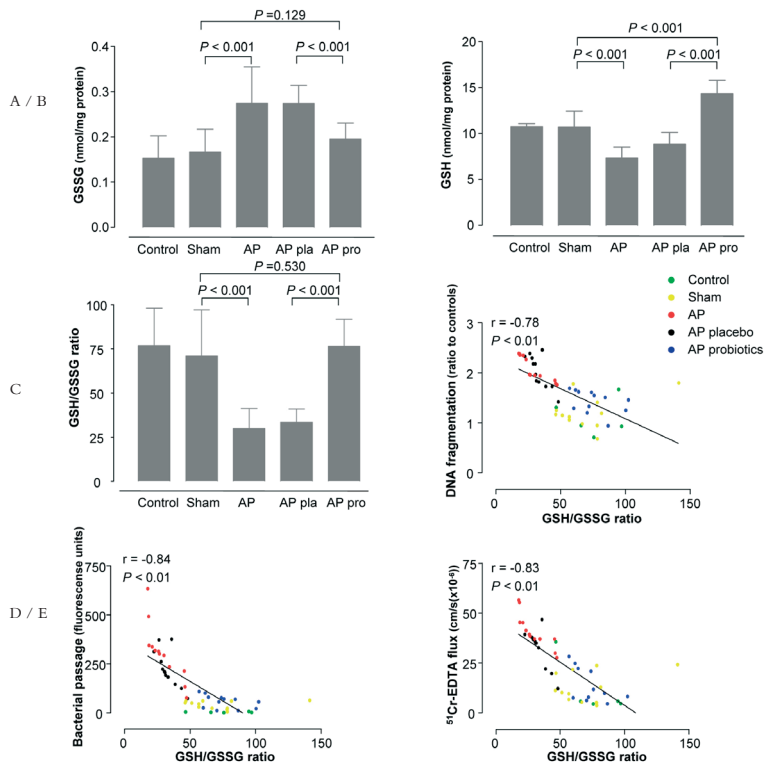 A / B
P =0.129
P < 0.001
P < 0.001
GSSG (nmol/mg protein)
0.4
0.3
0.2
0.1
0.0
Control
Sham
AP
AP pla
AP pro
P < 0.001
P < 0.001
P < 0.001
GSH (nmol/mg protein)
20
15
10
5
0
Control
Sham
AP
AP pla
AP pro
C
P =0.530
P < 0.001
P < 0.001
GSH/GSSG ratio
100
75
50
25
0
Control
Sham
AP
AP pla
AP pro
Control
Sham
AP
AP placebo
AP probiotics
r = -0.78
P < 0.01
DNA fragmentation (ratio to controls)
3
2
1
0
0
50
100
150
GSH/GSSG ratio
D / E
r = -0.84
P < 0.01
Bacterial passage (fluorescense units)
750
500
250
0
0
50
100
150
GSH/GSSG ratio
r = -0.83
P < 0.01
⁵¹Cr-EDTA flux (cm/s(x10⁻⁶))
75
50
25
0
0
50
100
150
GSH/GSSG ratio